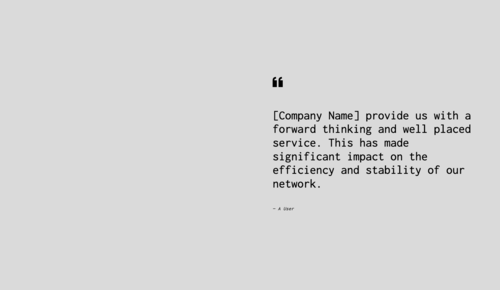 "
[Company Name] provide us with a
forward thinking and well placed
service. This has made
significant impact on the
efficiency and stability of our
network.
— A User